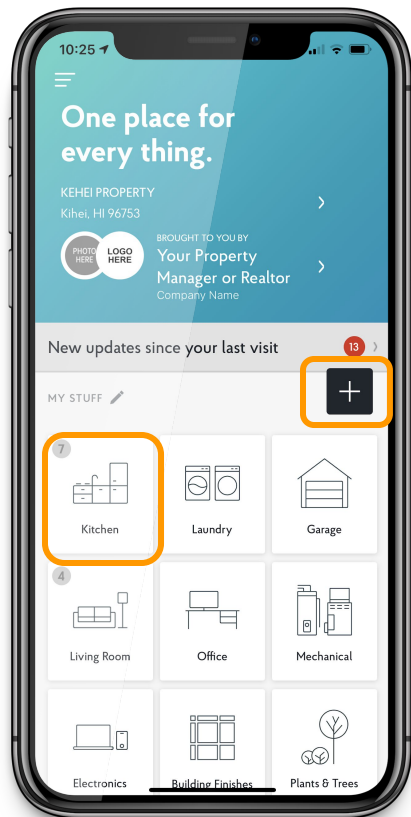 10:25
One place for
every thing.
KEHEI PROPERTY
Kihei, HI 96753
PHOTO
HERE
LOGO
HERE
BROUGHT TO YOU BY
Your Property
Manager or Realtor
Company Name
New updates since your last visit
13
MY STUFF
7
Kitchen
Laundry
Garage
4
Living Room
Office
Mechanical
Electronics
Building Finishes
Plants & Trees